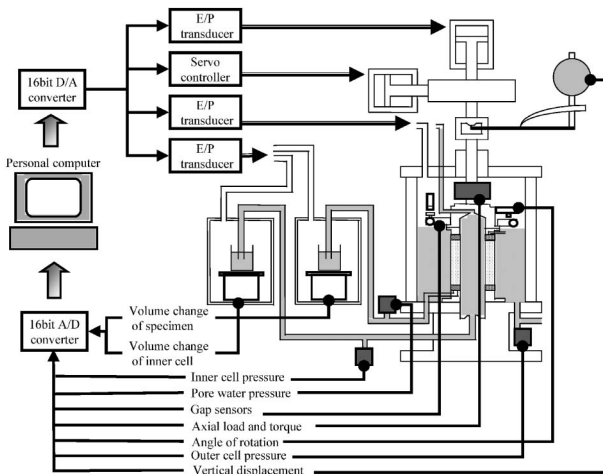 E/P
transducer
Servo
controller
E/P
transducer
E/P
transducer
16bit D/A
converter
Personal computer
16bit A/D
converter
Volume change
of specimen
Volume change
of inner cell
Inner cell pressure
Pore water pressure
Gap sensors
Axial load and torque
Angle of rotation
Outer cell pressure
Vertical displacement